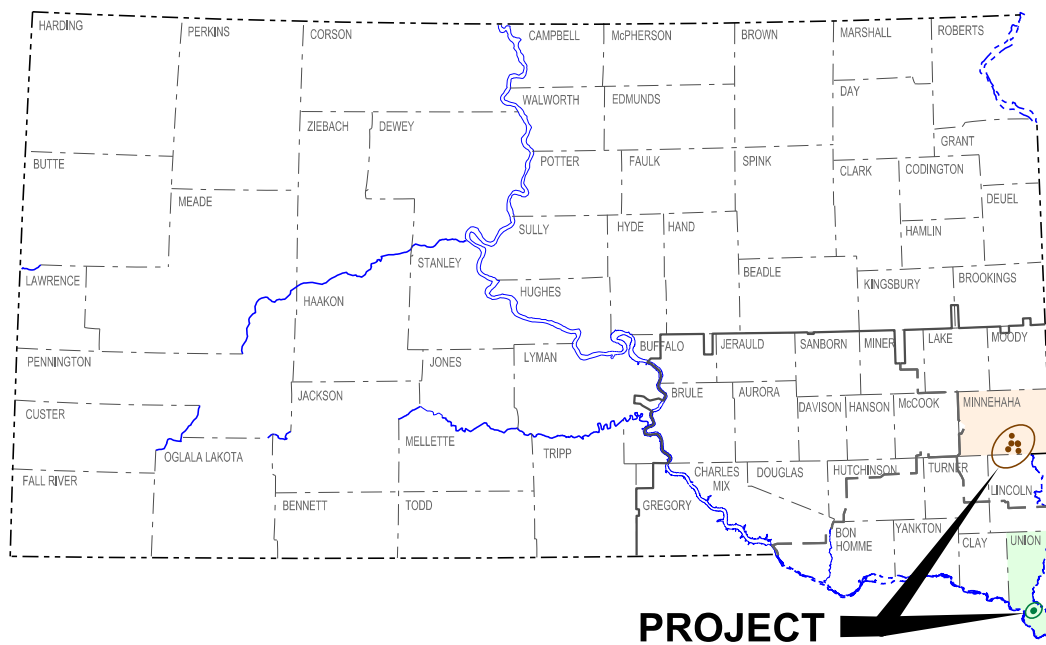 HARDING
PERKINS
CORSON
CAMPBELL
McPHERSON
BROWN
MARSHALL
ROBERTS
WALWORTH
EDMUNDS
DAY
ZIEBACH
DEWEY
GRANT
BUTTE
POTTER
FAULK
SPINK
CLARK
CODINGTON
MEADE
DEUEL
SULLY
HYDE
HAND
HAMLIN
STANLEY
BEADLE
LAWRENCE
HUGHES
KINGSBURY
BROOKINGS
HAAKON
PENNINGTON
JONES
LYMAN
BUFFALO
JERAULD
SANBORN
MINER
LAKE
MOODY
JACKSON
BRULE
AURORA
CUSTER
DAVISON
HANSON
McCOOK
MINNEHAHA
MELLETTE
OGLALA LAKOTA
TRIPP
FALL RIVER
CHARLES
MIX
DOUGLAS
HUTCHINSON
TURNER
LINCOLN
BENNETT
TODD
GREGORY
BON
HOMME
YANKTON
CLAY
UNION
PROJECT